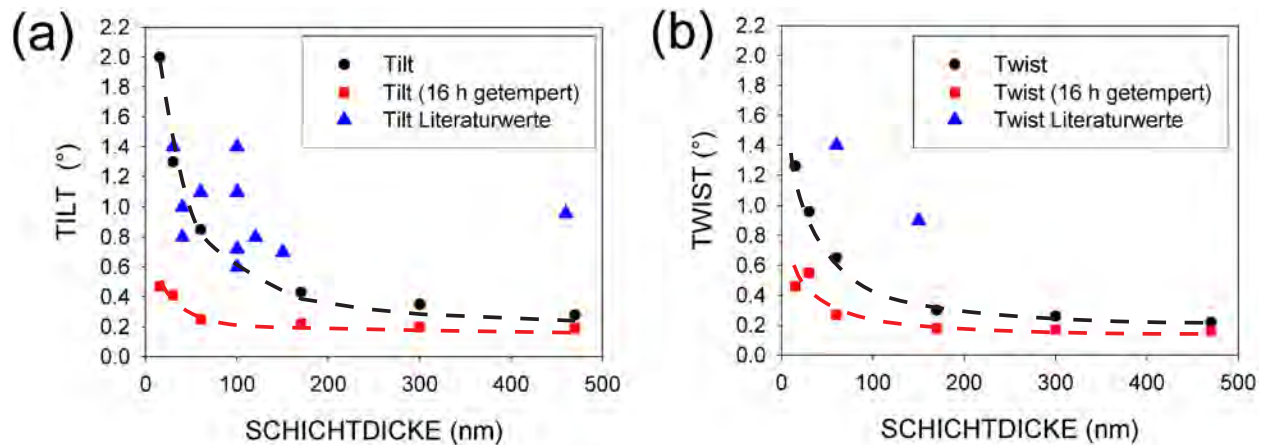 (a)
2.2
2.0
1.8
1.6
1.4
1.2
1.0
0.8
0.6
0.4
0.2
0.0
TILT (°)
Tilt
Tilt (16 h getempert)
Tilt Literaturwerte
0 100 200 300 400 500
SCHICHTDICKE (nm)
(b)
2.2
2.0
1.8
1.6
1.4
1.2
1.0
0.8
0.6
0.4
0.2
0.0
TWIST (°)
Twist
Twist (16 h getempert)
Twist Literaturwerte
0 100 200 300 400 500
SCHICHTDICKE (nm)